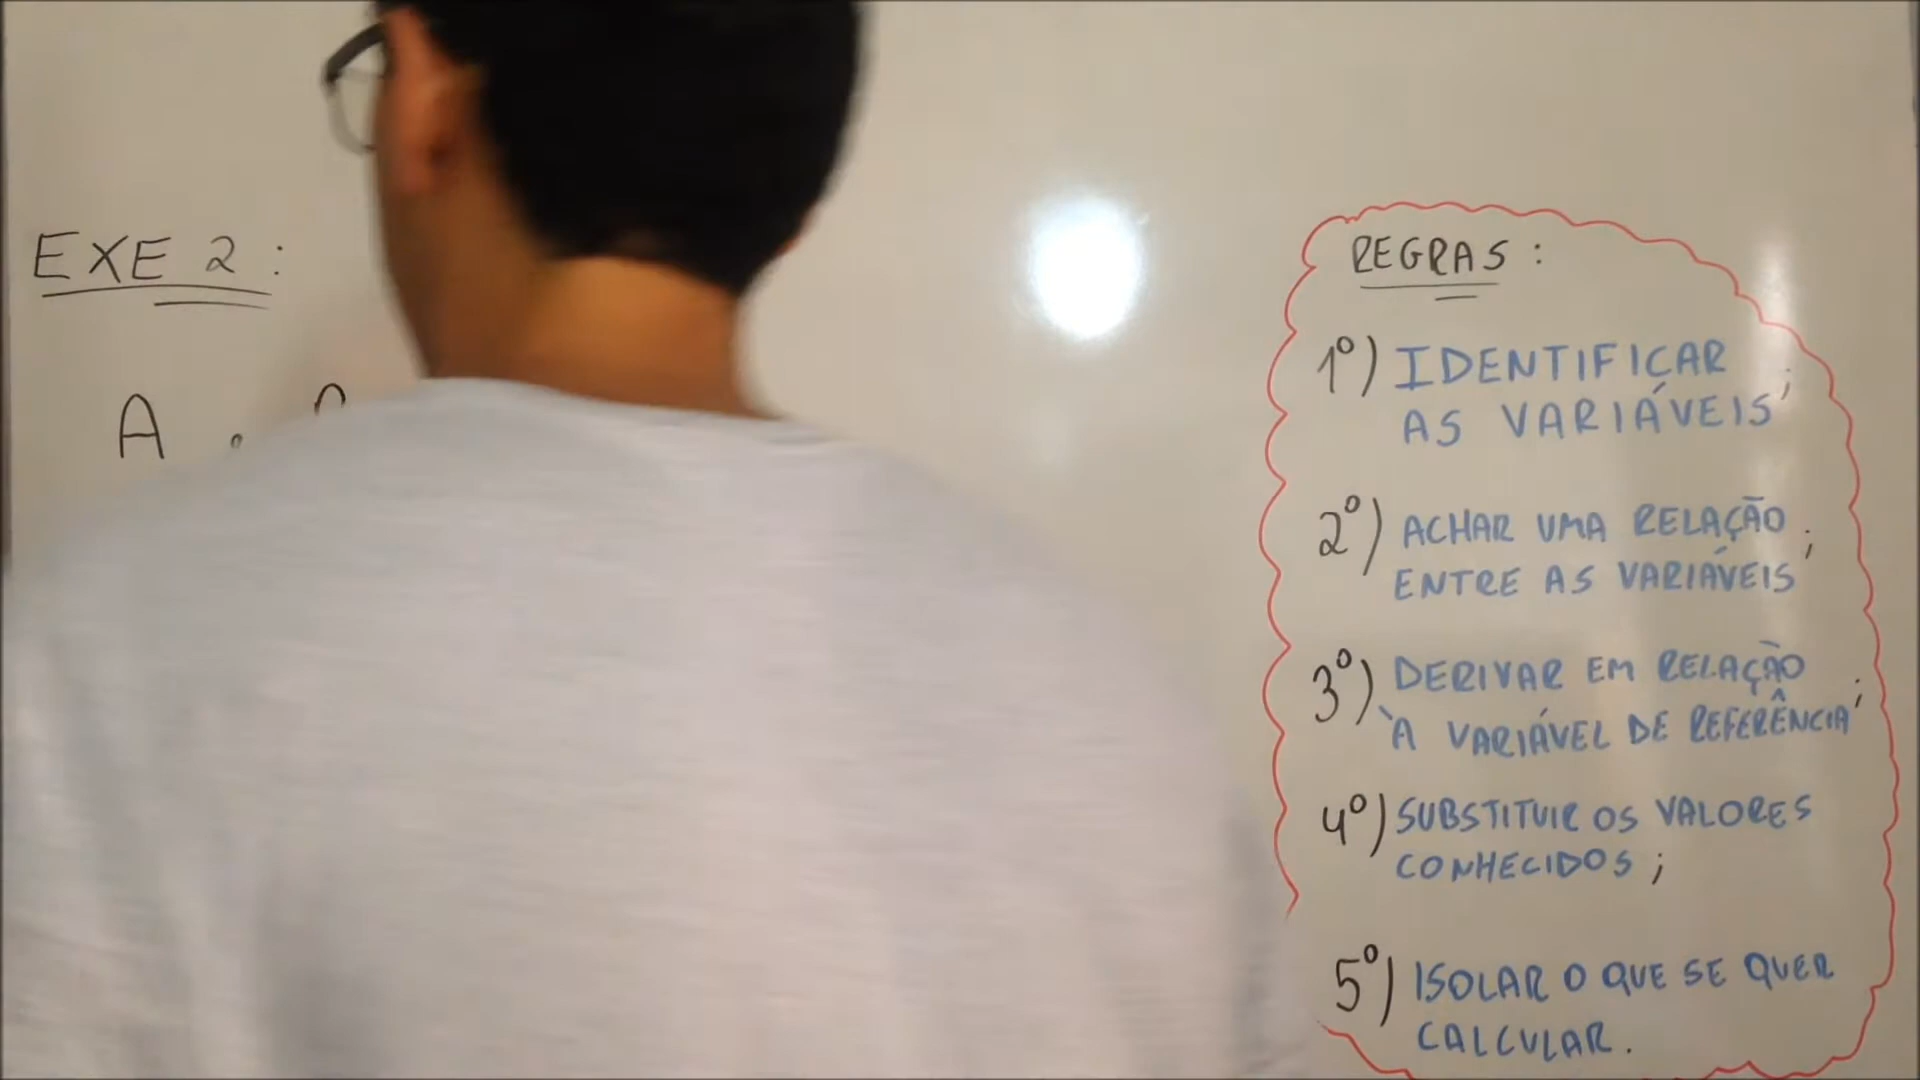 EXE 2:
A .
REGRAS:
1º) IDENTIFICAR
AS VARIÁVEIS;
2º) ACHAR UMA RELAÇÃO
ENTRE AS VARIÁVEIS;
3º) DERIVAR EM RELAÇÃO
À VARIÁVEL DE REFERÊNCIA;
4º) SUBSTITUIR OS VALORES
CONHECIDOS;
5º) ISOLAR O QUE SE QUER
CALCULAR.